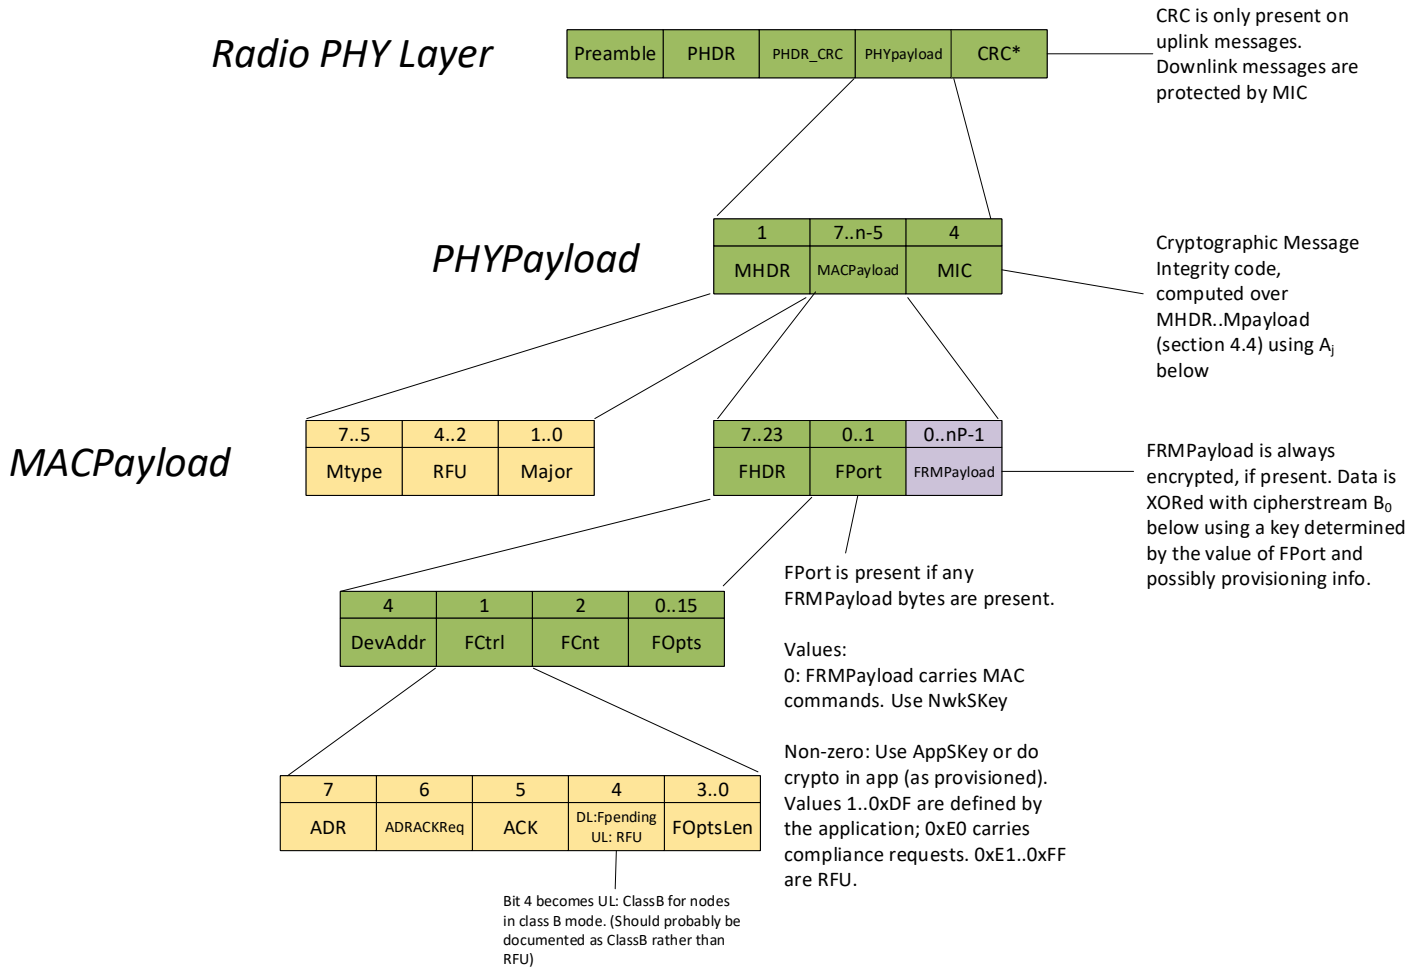 Radio PHY Layer
Preamble PHDR PHDR_CRC PHYpayload CRC*
CRC is only present on
uplink messages.
Downlink messages are
protected by MIC
PHYPayload
1 7..n-5 4
MHDR MACPayload MIC
Cryptographic Message
Integrity code,
computed over
MHDR..Mpayload
(section 4.4) using Aj
below
MACPayload
7..5 4..2 1..0
Mtype RFU Major
7..23 0..1 0..nP-1
FHDR FPort FRMPayload
FRMPayload is always
encrypted, if present. Data is
XORed with cipherstream B0
below using a key determined
by the value of FPort and
possibly provisioning info.
4 1 2 0..15
DevAddr FCtrl FCnt FOpts
FPort is present if any
FRMPayload bytes are present.
Values:
0: FRMPayload carries MAC
commands. Use NwkSKey
Non-zero: Use AppSKey or do
crypto in app (as provisioned).
Values 1..0xDF are defined by
the application; 0xE0 carries
compliance requests. 0xE1..0xFF
are RFU.
7 6 5 4 3..0
ADR ADRACKReq ACK DL:Fpending FOptsLen
UL: RFU
Bit 4 becomes UL: ClassB for nodes
in class B mode. (Should probably be
documented as ClassB rather than
RFU)